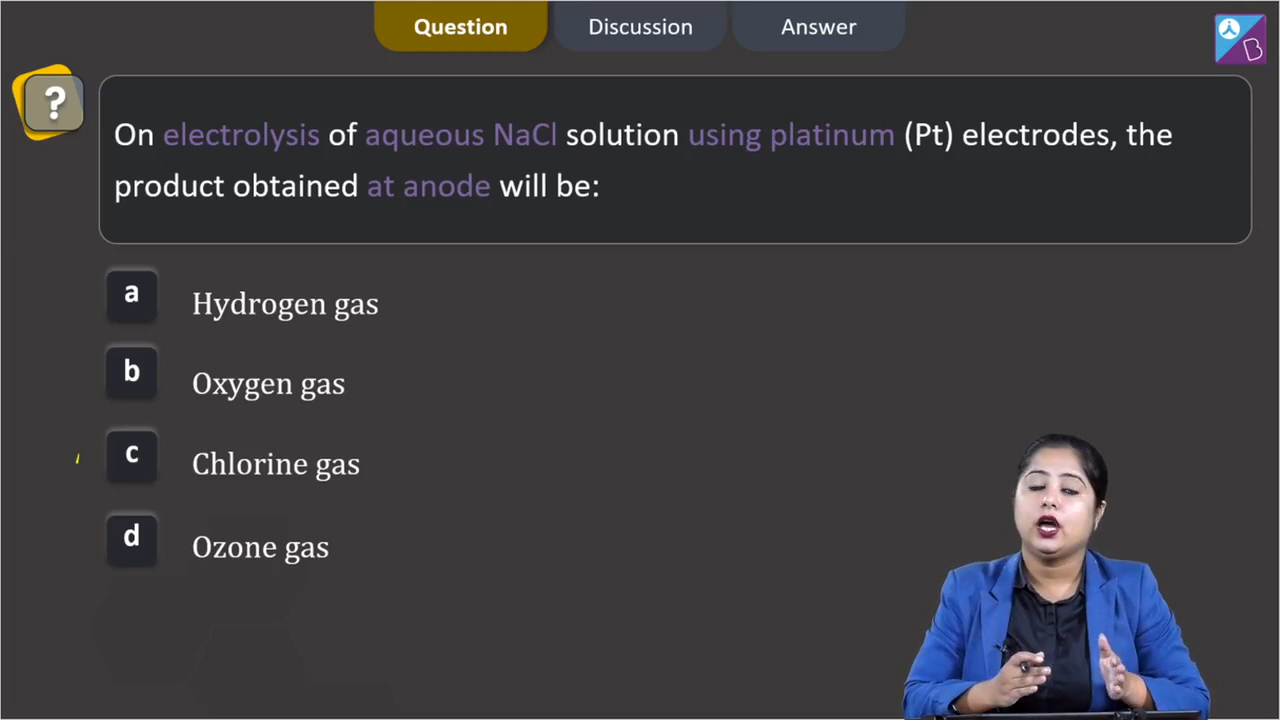 Question
Discussion
Answer
B
?
On electrolysis of aqueous NaCl solution using platinum (Pt) electrodes, the
product obtained at anode will be:
a
Hydrogen gas
b
Oxygen gas
c
Chlorine gas
d
Ozone gas